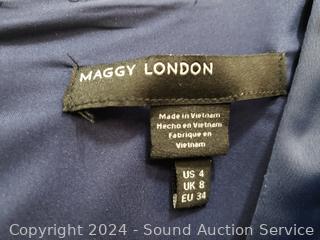 MAGGY LONDON
Made in Vietnam
Hecho en Vietnam
Fabrique en
Vietnam
US 4
UK 8
EU 34
Copyright © 2024 - Sound Auction Service